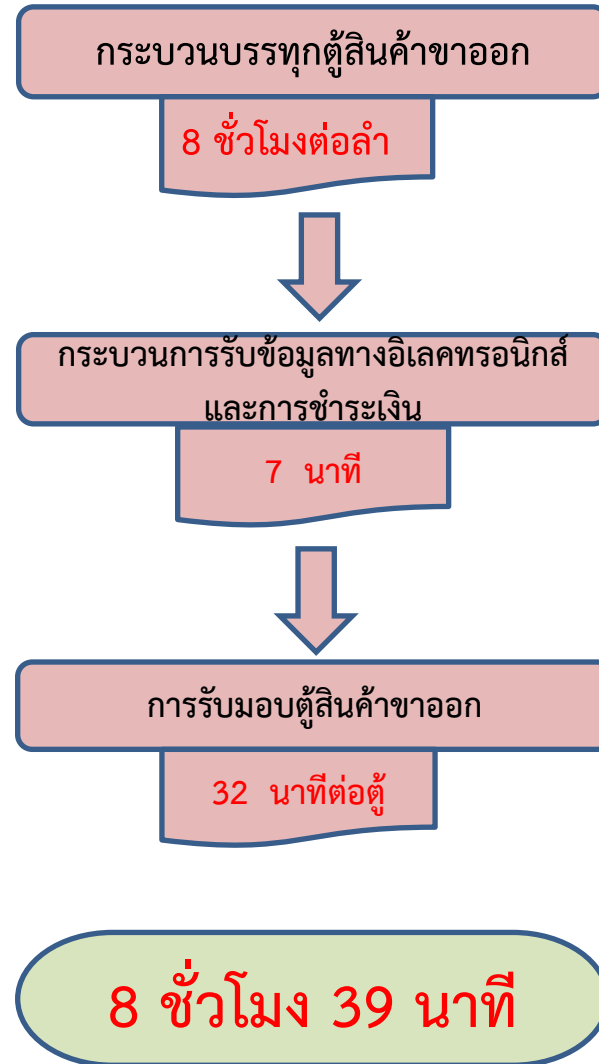 กระบวนบรรทุกตู้สินค้าขาออก
8 ชั่วโมงต่อลำ
กระบวนการรับข้อมูลทางอิเลคทรอนิกส์
และการชำระเงิน
7 นาที
การรับมอบตู้สินค้าขาออก
32 นาทีต่อตู้
8 ชั่วโมง 39 นาที